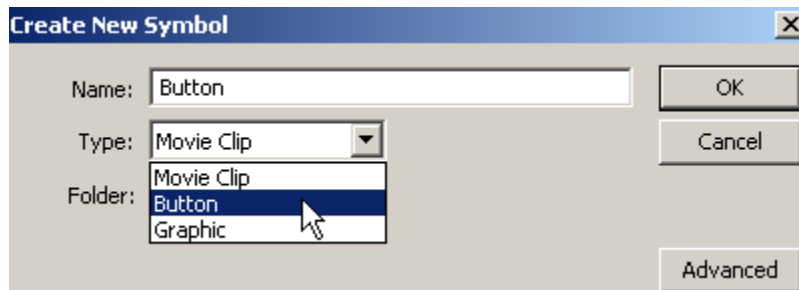 Create New Symbol
Name: Button OK
Type: Movie Clip Cancel
Movie Clip
Folder: Button
Graphic
Advanced